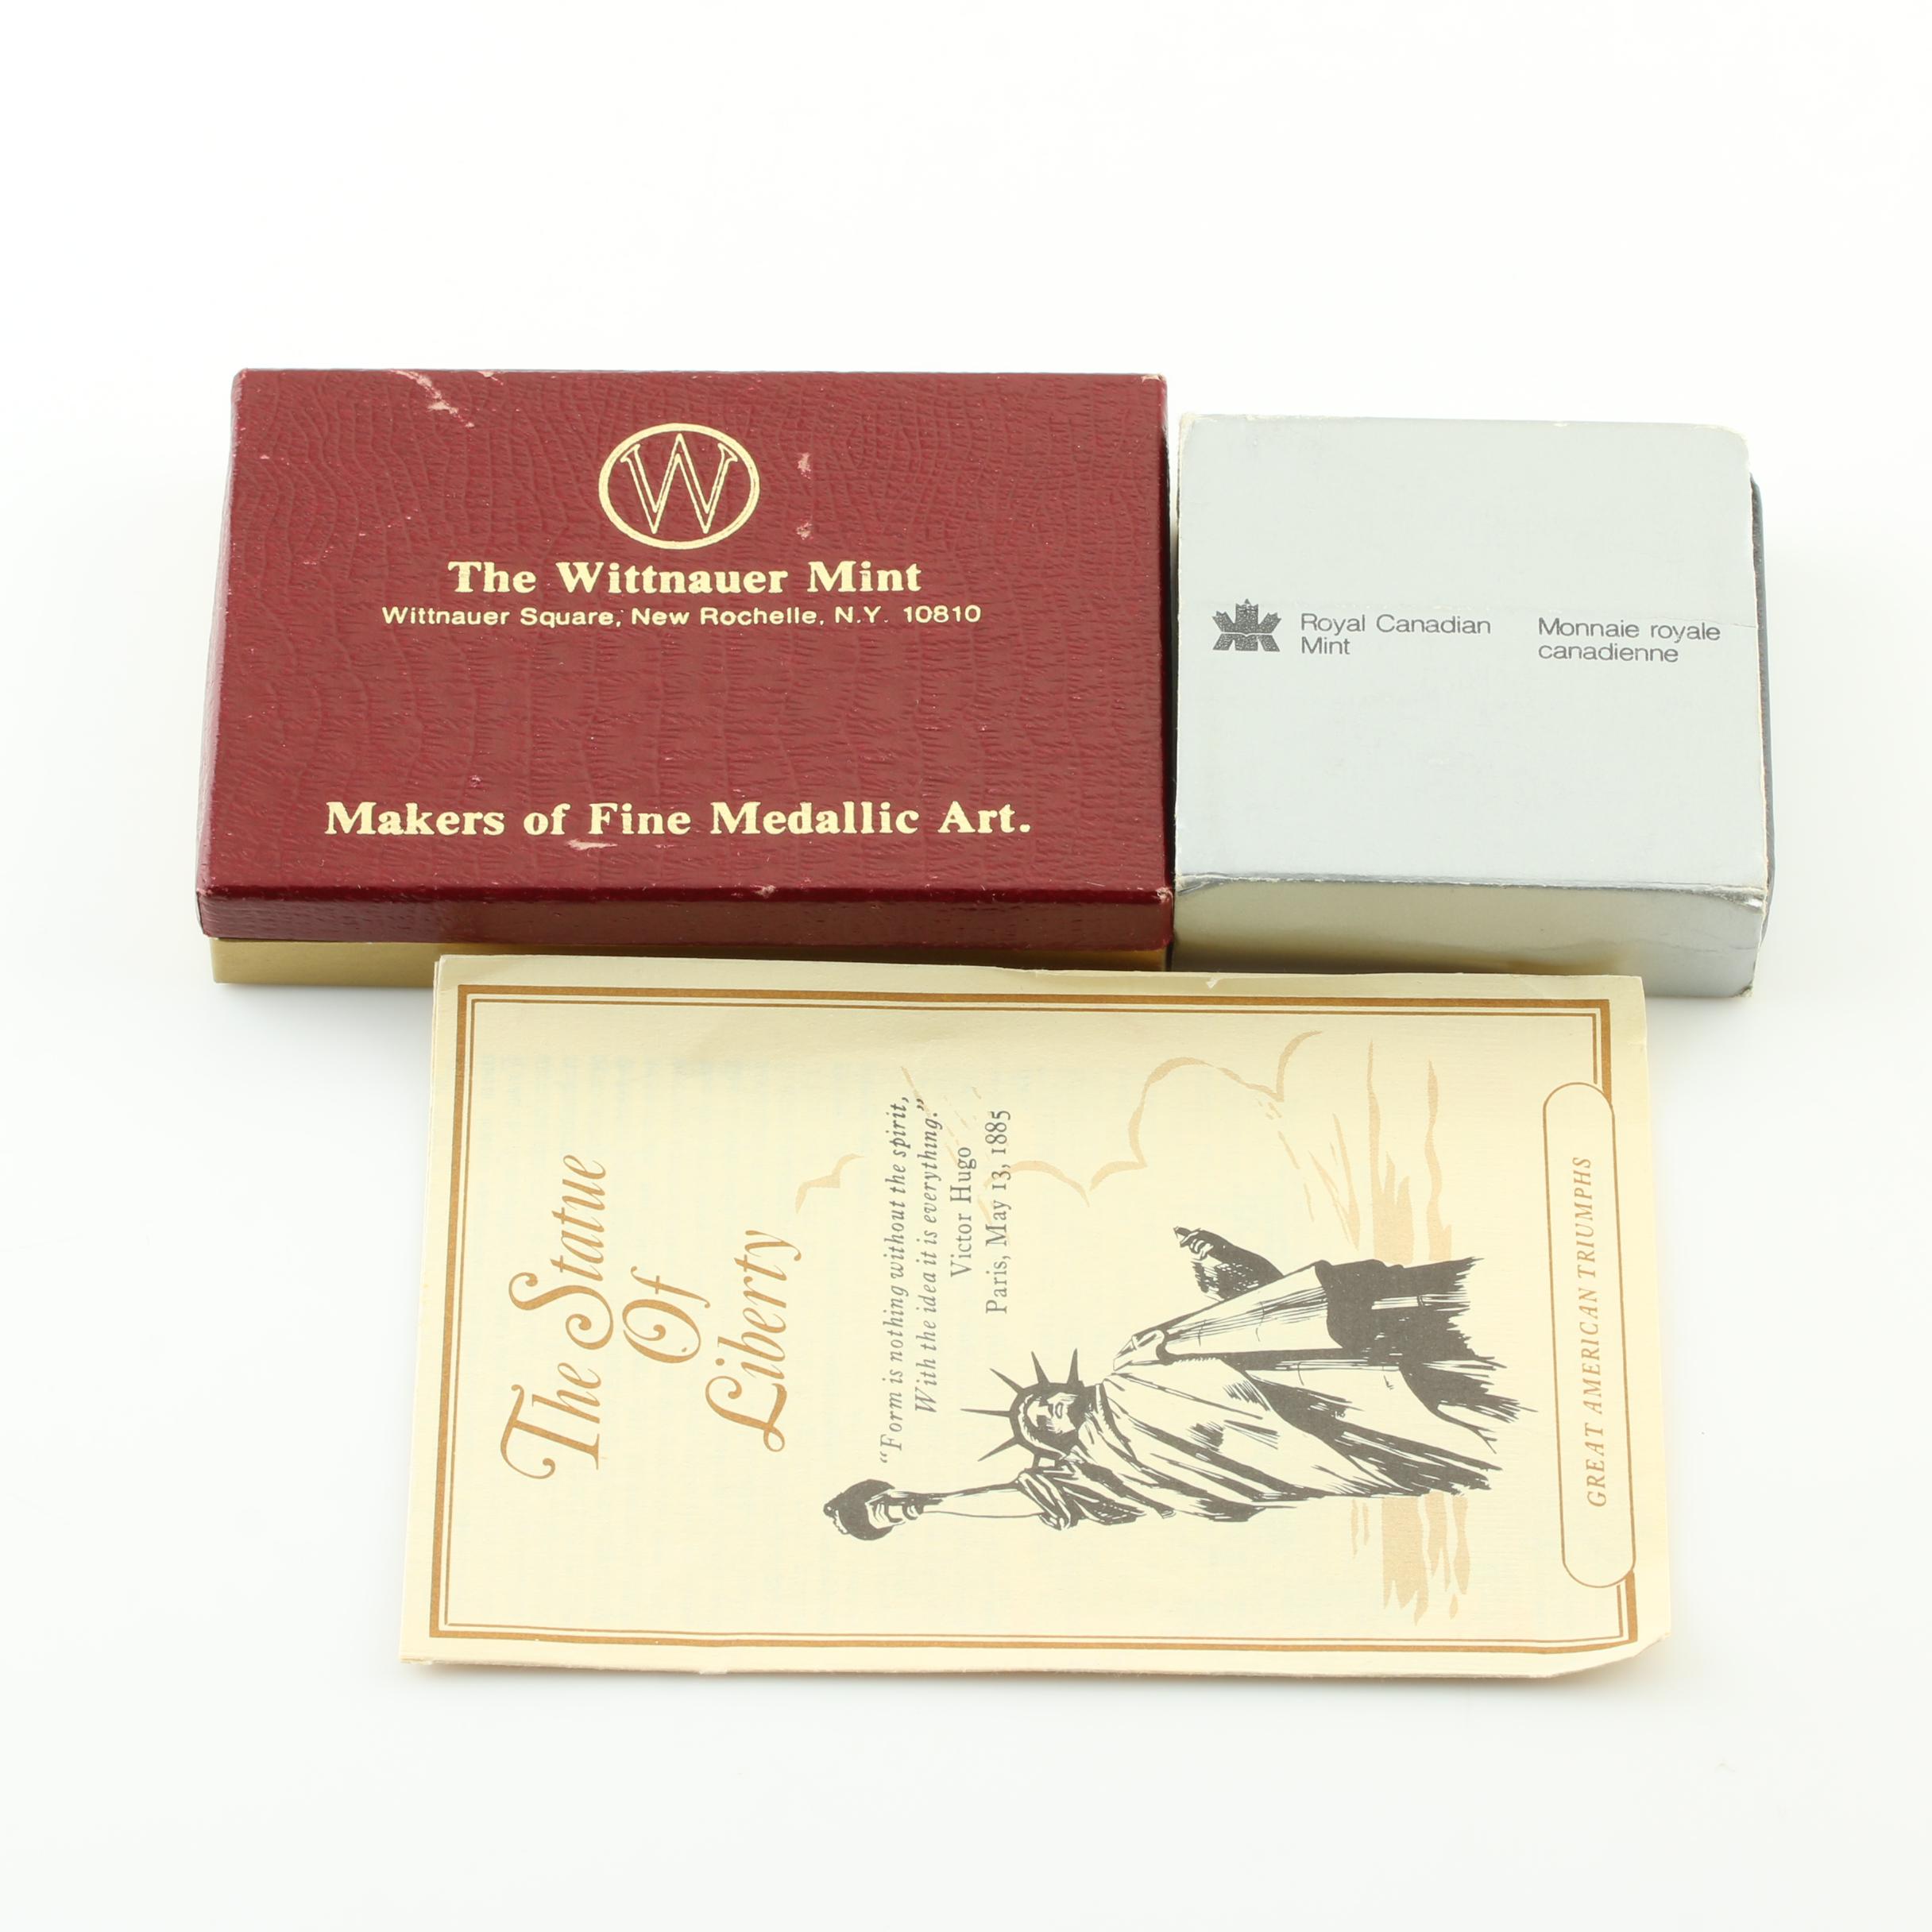 W
The Wittnauer Mint
Wittnauer Square, New Rochelle, N.Y. 10810
Makers of Fine Medallic Art.
Royal Canadian
Mint
Monnaie royale
canadienne
The Statue
Of
Liberty
“Form is nothing without the spirit,
With the idea it is everything.”
Victor Hugo
Paris, May 13, 1885
GREAT AMERICAN TRIUMPHS